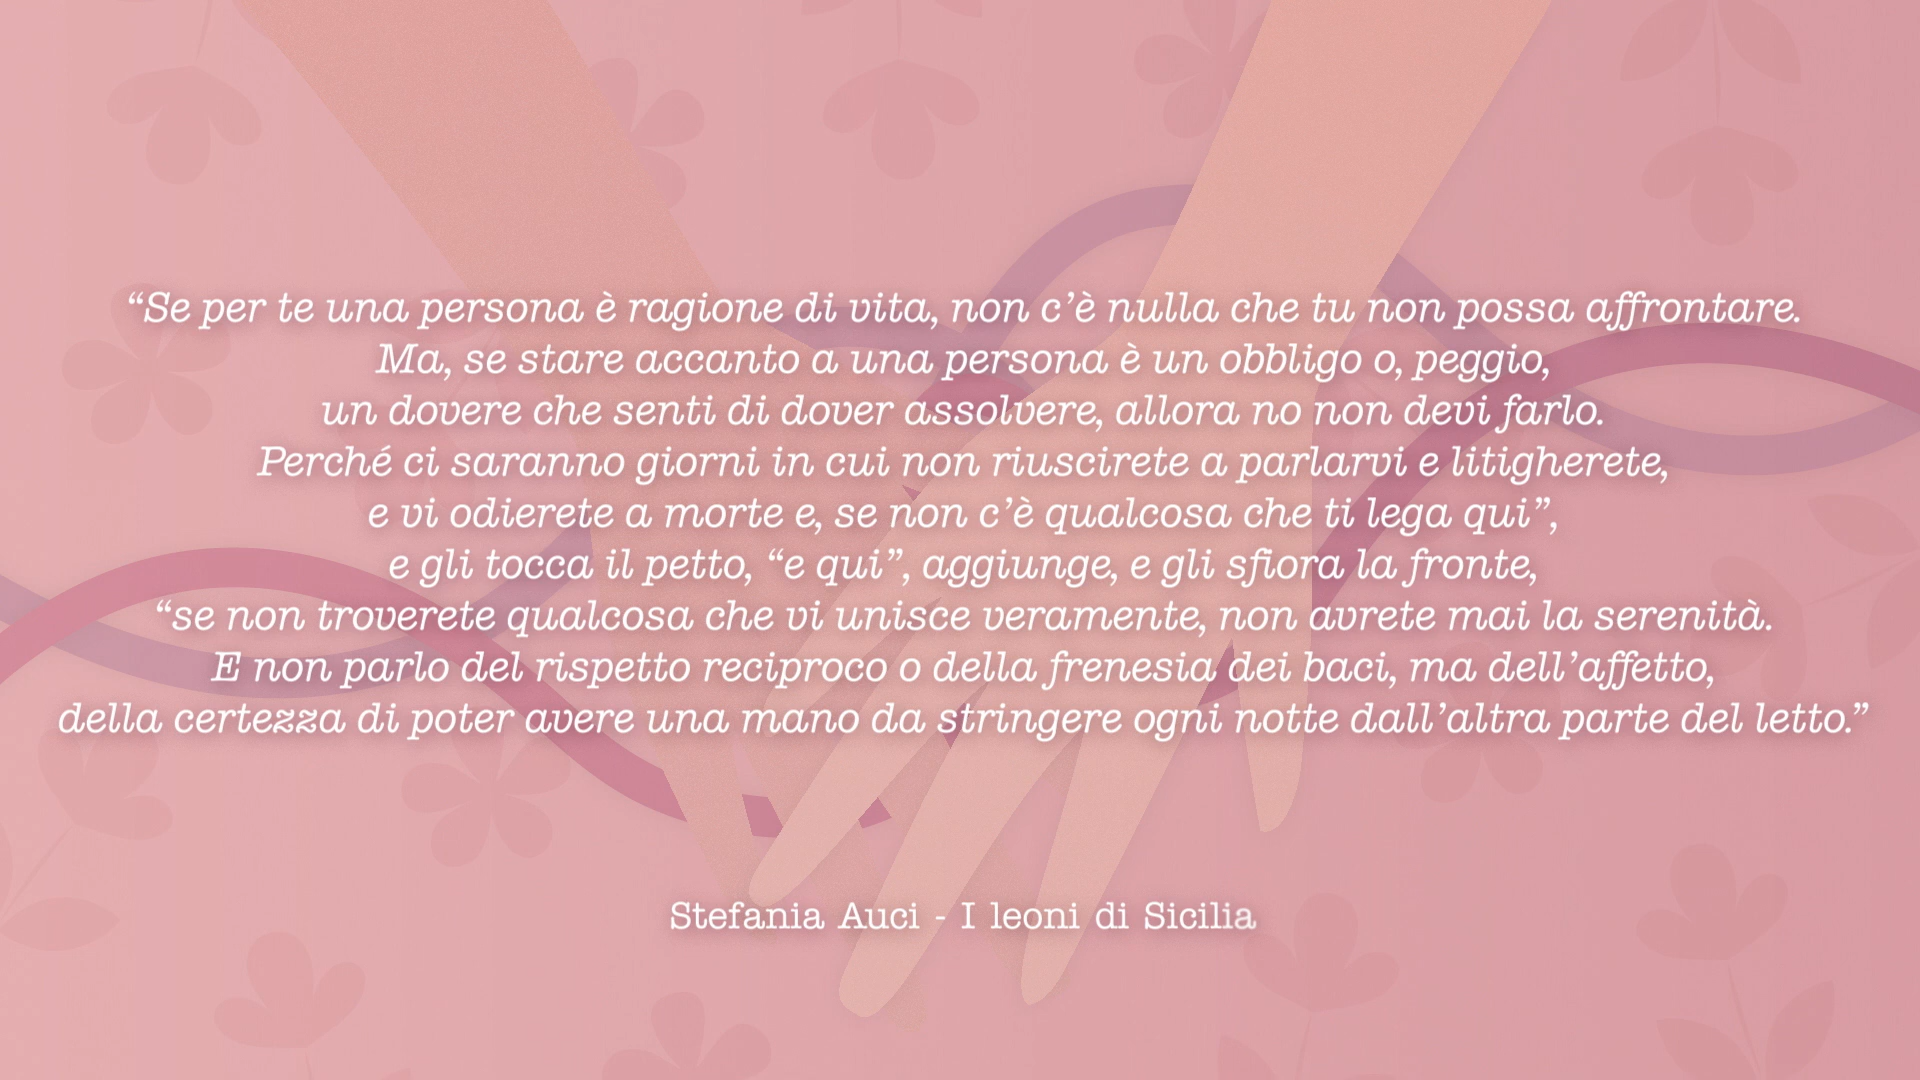 “Se per te una persona è ragione di vita, non c’è nulla che tu non possa affrontare.
Ma, se stare accanto a una persona è un obbligo o, peggio,
un dovere che senti di dover assolvere, allora no non devi farlo.
Perché ci saranno giorni in cui non riuscirete a parlarvi e litigherete,
e vi odierete a morte e, se non c’è qualcosa che ti lega qui”,
e gli tocca il petto, “e qui”, aggiunge, e gli sfiora la fronte,
“se non troverete qualcosa che vi unisce veramente, non avrete mai la serenità.
E non parlo del rispetto reciproco o della frenesia dei baci, ma dell’affetto,
della certezza di poter avere una mano da stringere ogni notte dall’altra parte del letto.”
Stefania Auci - I leoni di Sicilia